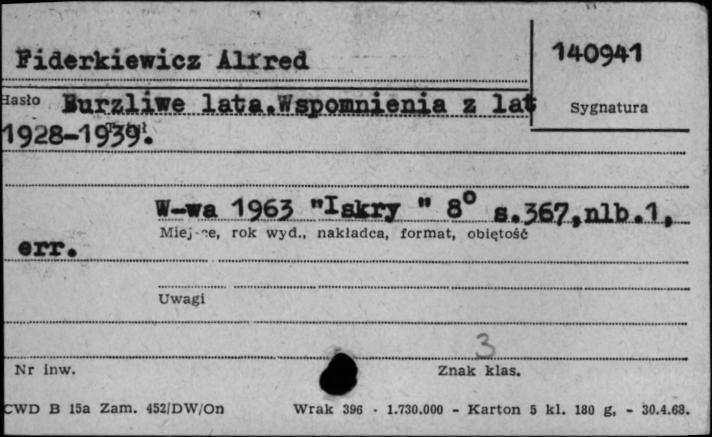 Fiderkiewicz Alfred
140941
Hasło Burzliwe lata.Wspomnienia z lat
Sygnatura
1928-1939.
W-wa 1963 "Iskry " 8° s.367,nlb.1,
Miejsce, rok wyd., nakładca, format, objętość
err.
Uwagi
3
Nr inw.
Znak klas.
CWD B 15a Zam. 452/DW/On Wrak 396 - 1.730.000 - Karton 5 kl. 180 g, - 30.4.68.